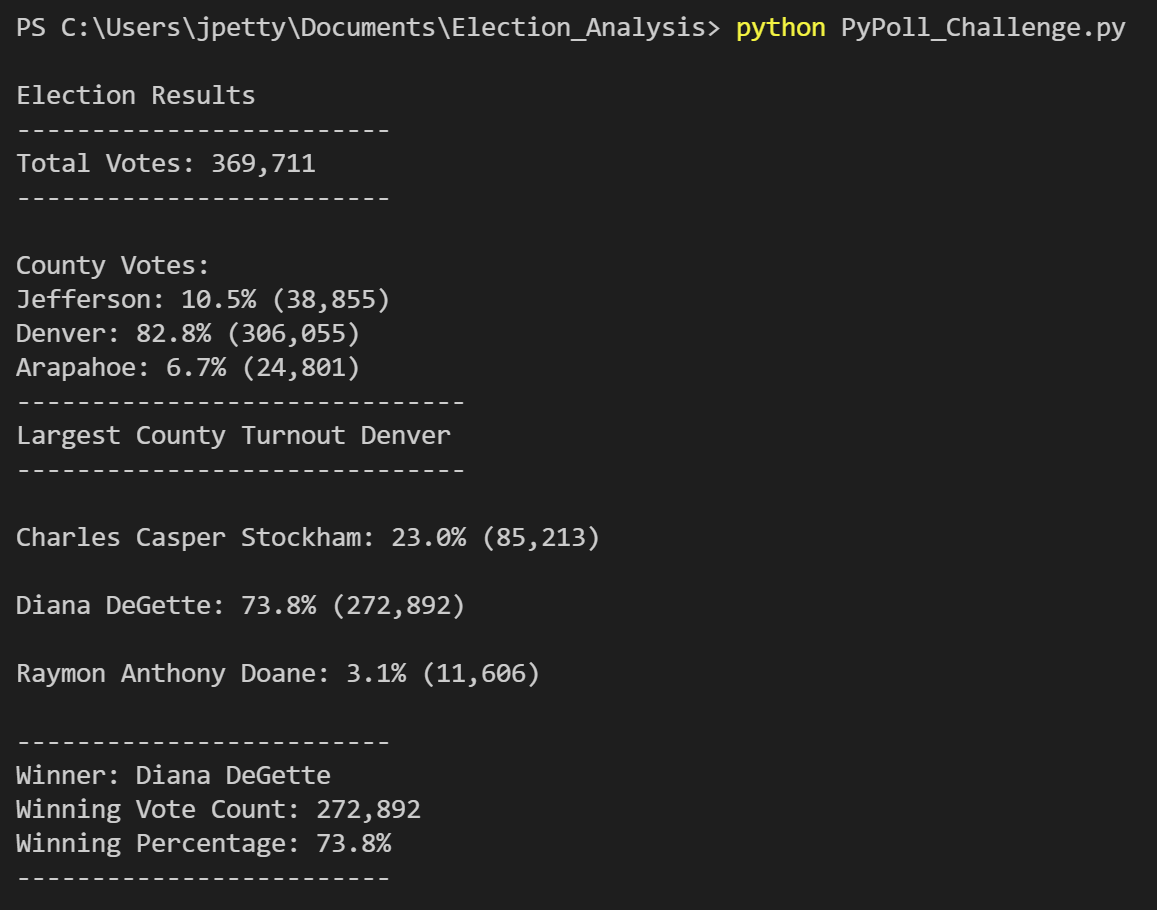 PS C:\Users\jpetty\Documents\Election_Analysis> python PyPoll_Challenge.py
Election Results
-------------------------
Total Votes: 369,711
-------------------------
County Votes:
Jefferson: 10.5% (38,855)
Denver: 82.8% (306,055)
Arapahoe: 6.7% (24,801)
------------------------------
Largest County Turnout Denver
------------------------------
Charles Casper Stockham: 23.0% (85,213)
Diana DeGette: 73.8% (272,892)
Raymon Anthony Doane: 3.1% (11,606)
-------------------------
Winner: Diana DeGette
Winning Vote Count: 272,892
Winning Percentage: 73.8%
-------------------------